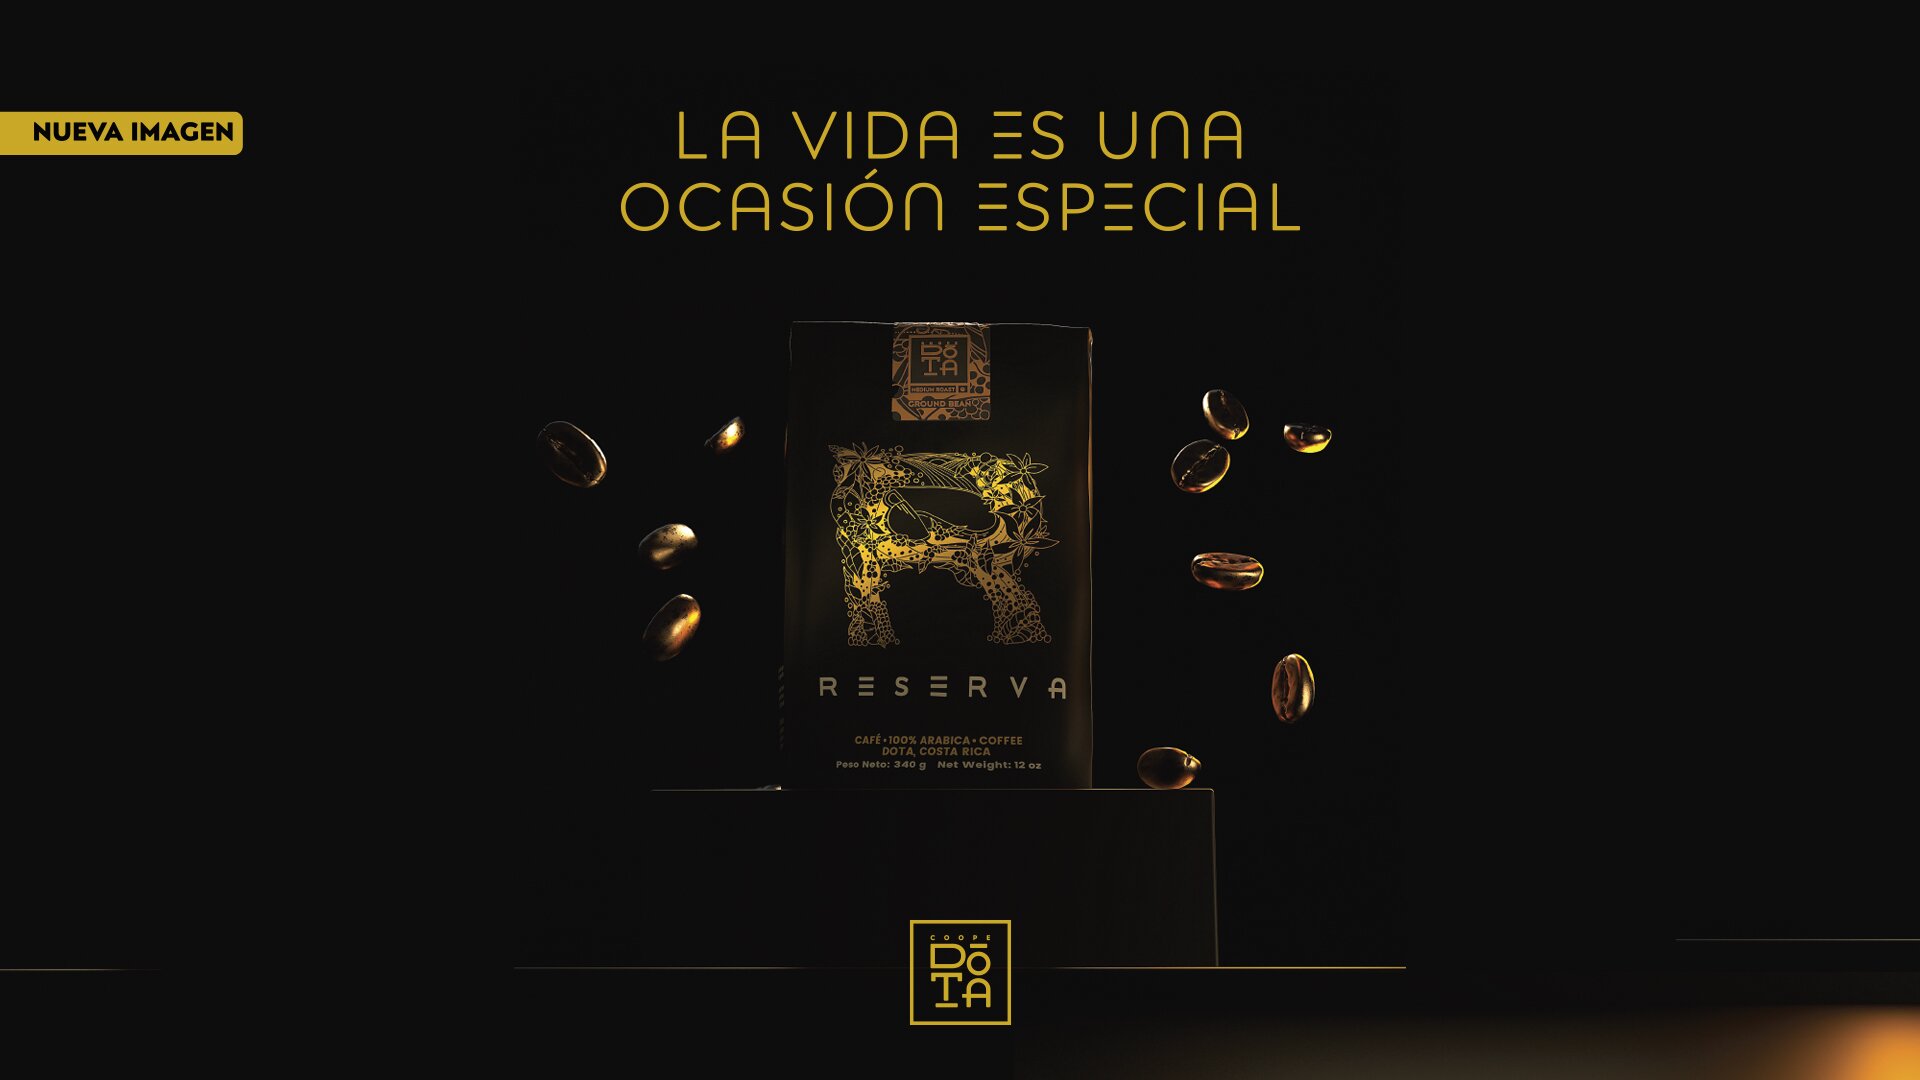 NUEVA IMAGEN
LA VIDA ES UNA
OCASIÓN ESPECIAL
COOPE
DOTA
MEDIUM ROAST
GROUND BEAN
R
RESERVA
CAFÉ • 100% ARABICA • COFFEE
DOTA, COSTA RICA
Peso Neto: 340 g Net Weight: 12 oz
COOPE
DOTA